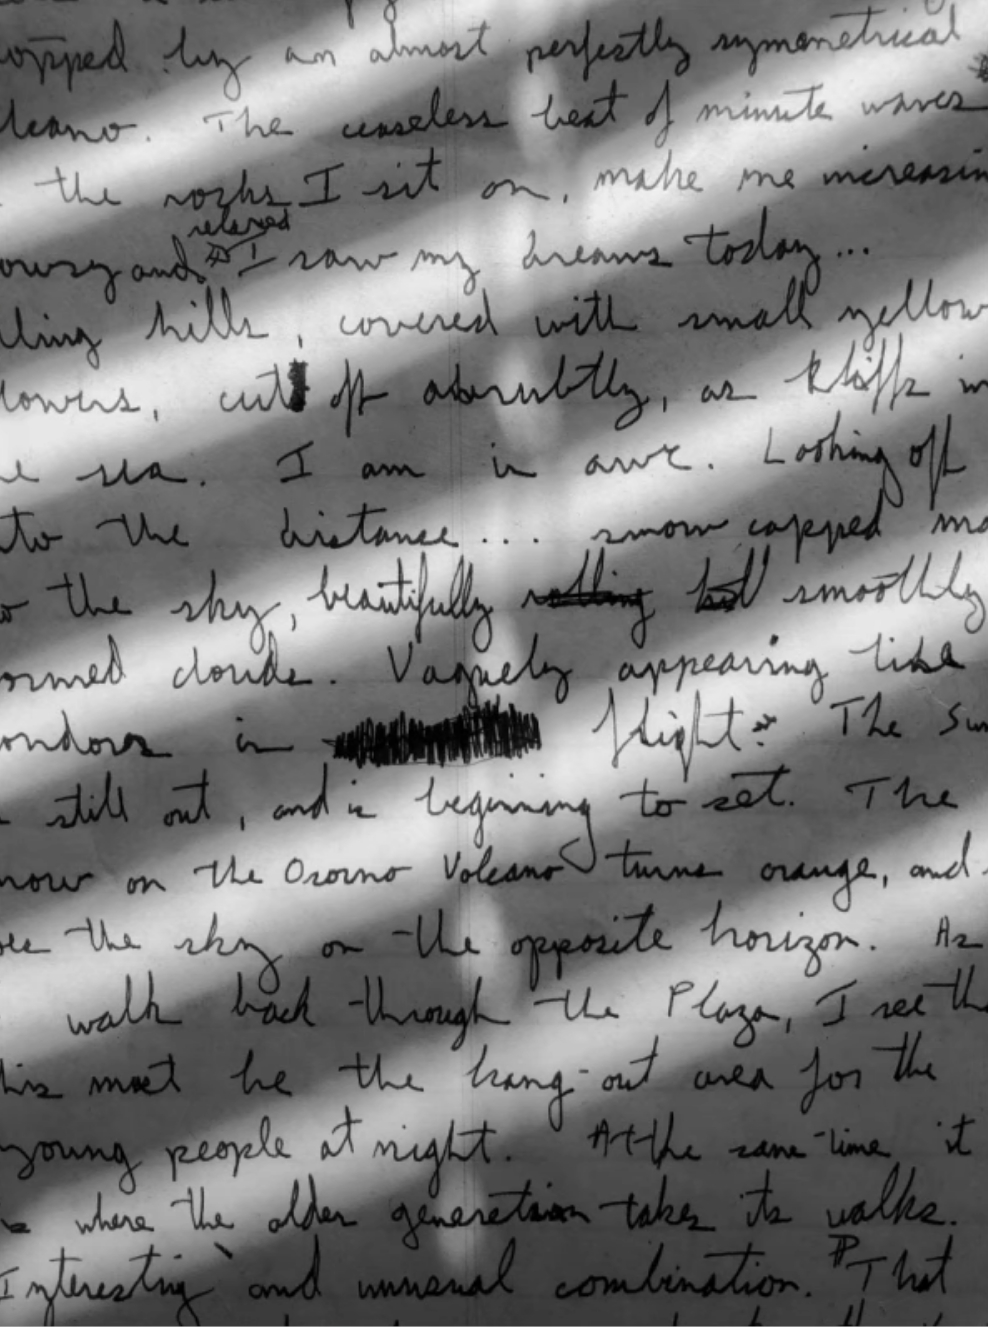 topped by an almost perfectly symmetrical
lcano. The ceaseless beat of minute waves
the rocks I sit on, make me increasin
relaxed
owsy and I saw my dreams today...
lling hills, covered with small yellow
lowers, cut off abrubtly, as kliffs in
e sea. I am in awe. Looking off
to the distance.... snow capped mo
o the sky, beautifully rolling but smoothly
ormed clouds. Vaguely appearing like
ondors in flight. The Sun
still out, and is beginning to set. The
now on the Osorno Volcano turns orange, and
oes the sky on the opposite horizon. As
walk back through the Plaza, I see th
his must be the hang-out area for the
young people at night. At the same time it
is where the older generation takes its walks.
Interesting and unusual combination. That